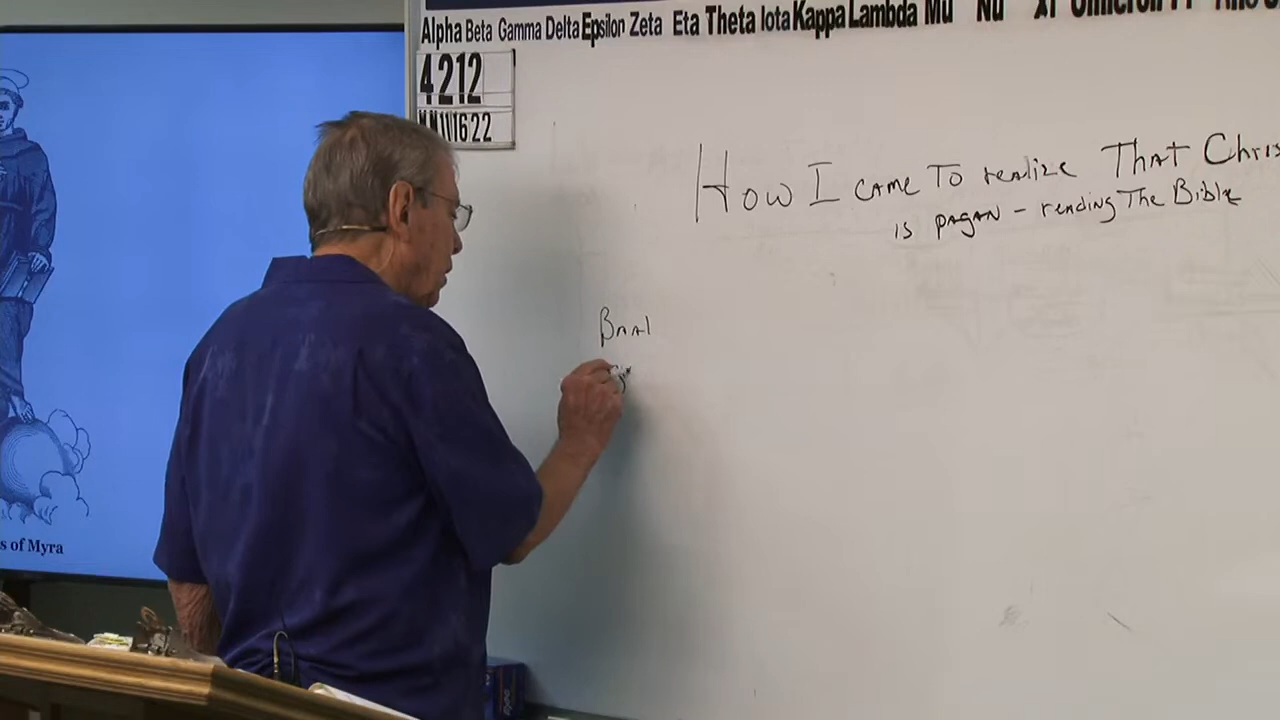 Alpha Beta Gamma Delta Epsilon Zeta Eta Theta Iota Kappa Lambda Mu Nu Xi Omicron
4212
111622
How I came To realize That Chris
is pagan - reading The Bible
Baal
s of Myra